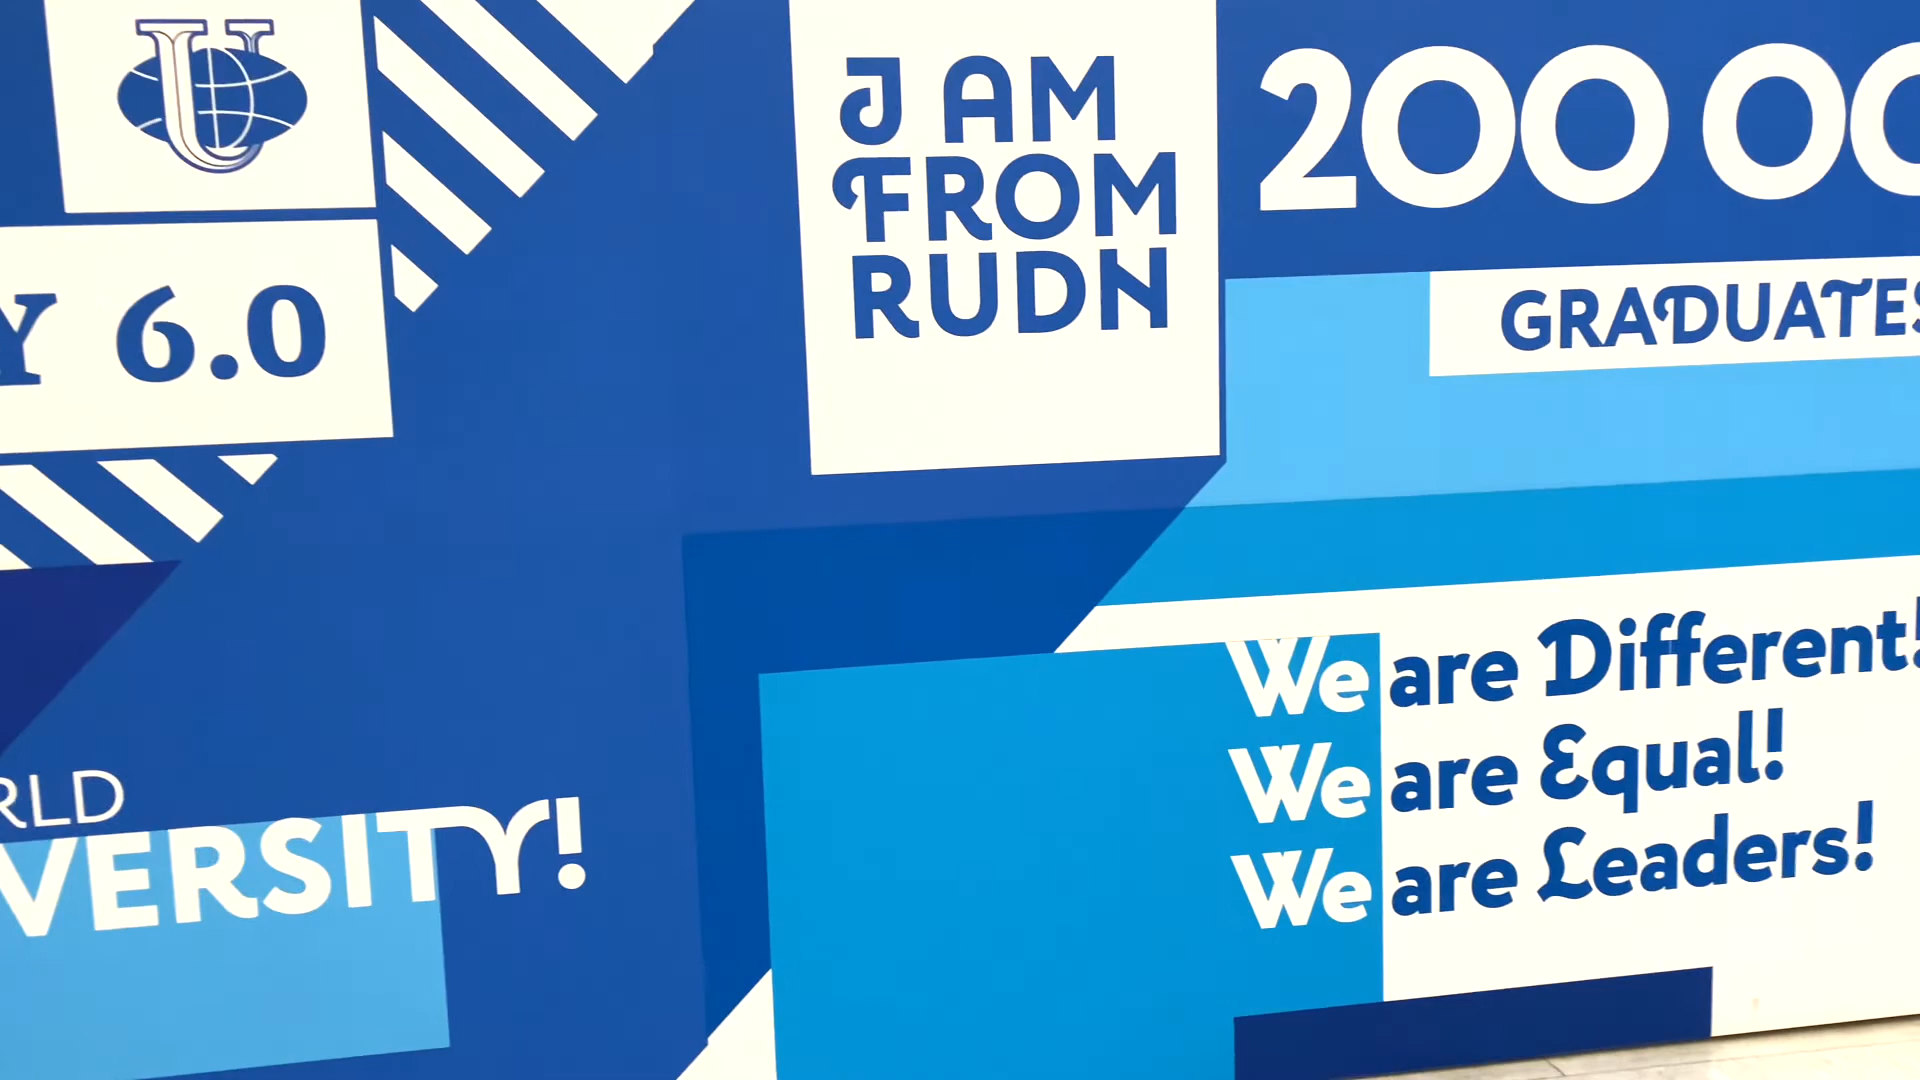 Y 6.0
RLD
VERSITY!
I AM
FROM
RUDN
200 00
GRADUATES
We are Different!
We are Equal!
We are Leaders!